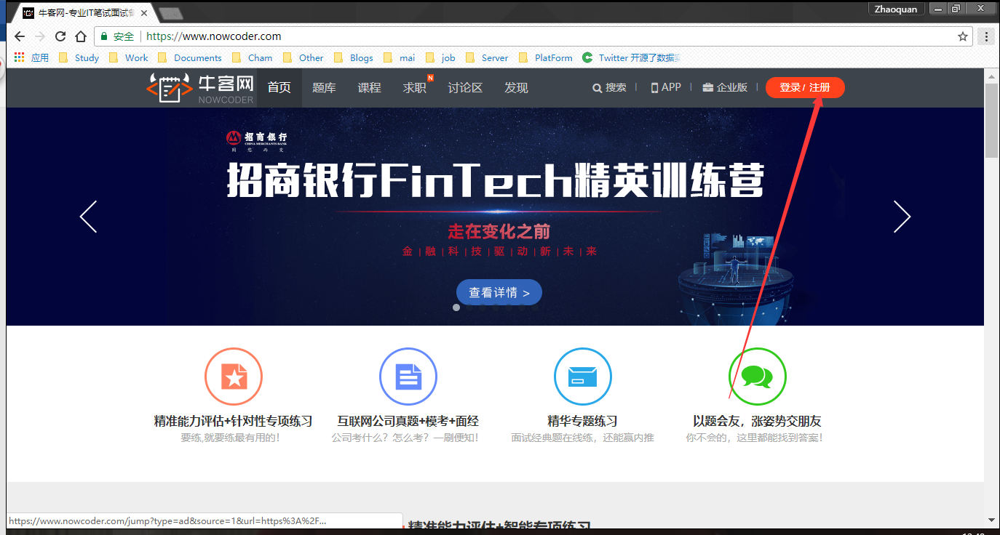 Zhaoquan
牛客网-专业IT笔试面试
安全 https://www.nowcoder.com
应用 Study Work Documents Cham Other Blogs mai job Server PlatForm Twitter 开源了数据
牛客网 首页 题库 课程 求职 N 讨论区 发现 搜索 | APP | 企业版 | 登录 / 注册
NOWCODER
招商银行
CHINA MERCHANTS BANK
因您而变
招商银行FinTech精英训练营
走在变化之前
金 | 融 | 科 | 技 | 驱 | 动 | 新 | 未 | 来
查看详情 >
精准能力评估+针对性专项练习 互联网公司真题+模考+面经 精华专题练习 以题会友，涨姿势交朋友
要练,就要练最有用的！ 公司考什么？怎么考？一刷便知！ 面试经典题在线练，还能赢内推 你不会的，这里都能找到答案！
https://www.nowcoder.com/jump?type=ad&source=1&url=https%3A%2F...
精准能力评估+智能专项练习